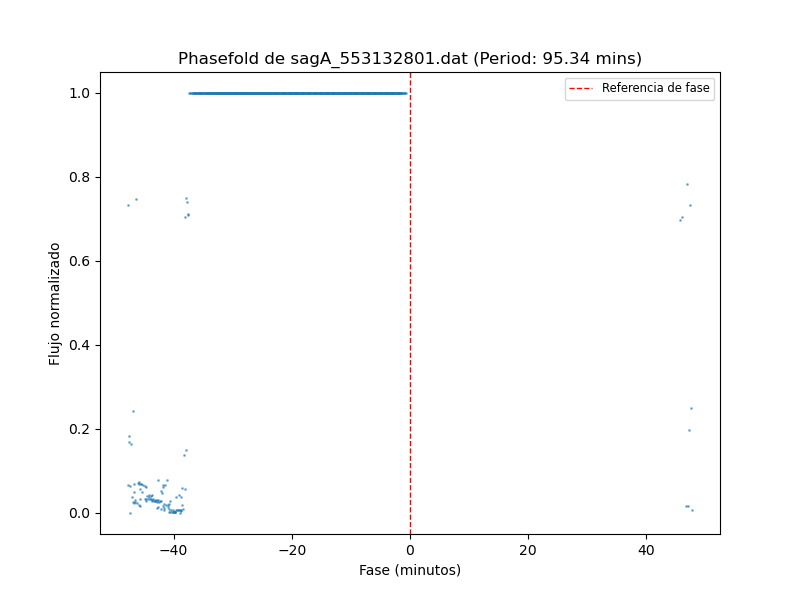 Phasefold de sagA_553132801.dat (Period: 95.34 mins)
Referencia de fase
Flujo normalizado
1.0
0.8
0.6
0.4
0.2
0.0
−40 −20 0 20 40
Fase (minutos)